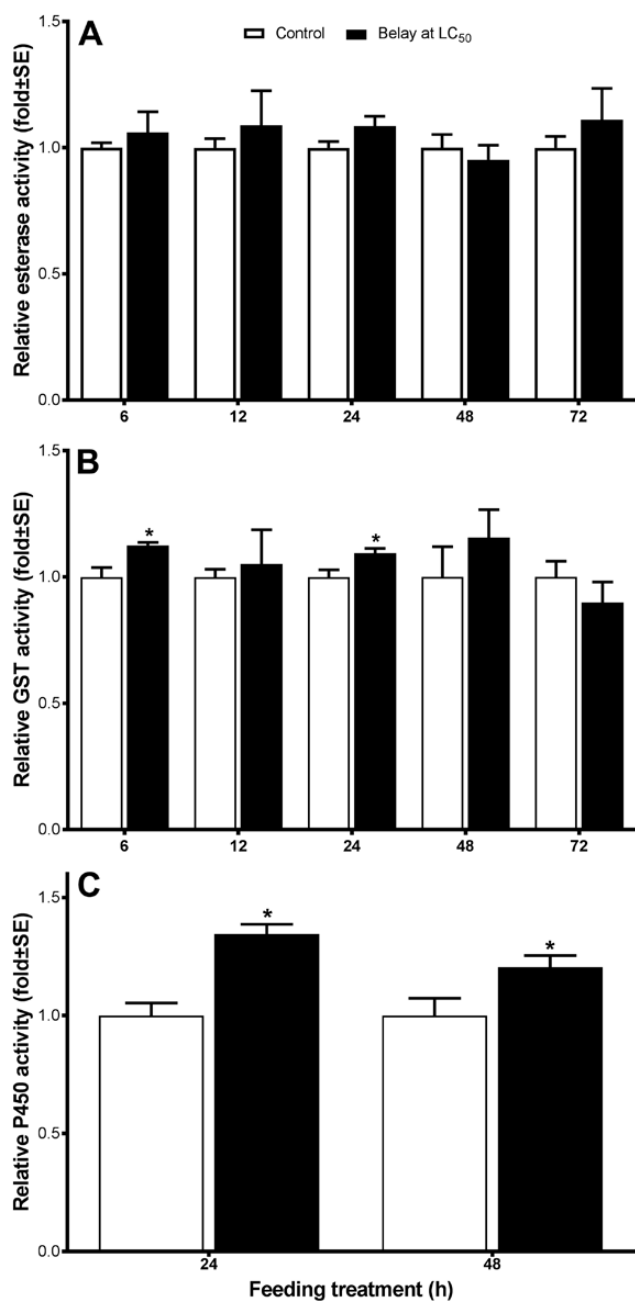 A
Control Belay at LC50
Relative esterase activity (fold±SE)
1.5
1.0
0.5
0.0
6 12 24 48 72
B
Relative GST activity (fold±SE)
1.5
1.0
0.5
0.0
* *
6 12 24 48 72
C
Relative P450 activity (fold±SE)
1.5
1.0
0.5
0.0
* *
24 48
Feeding treatment (h)